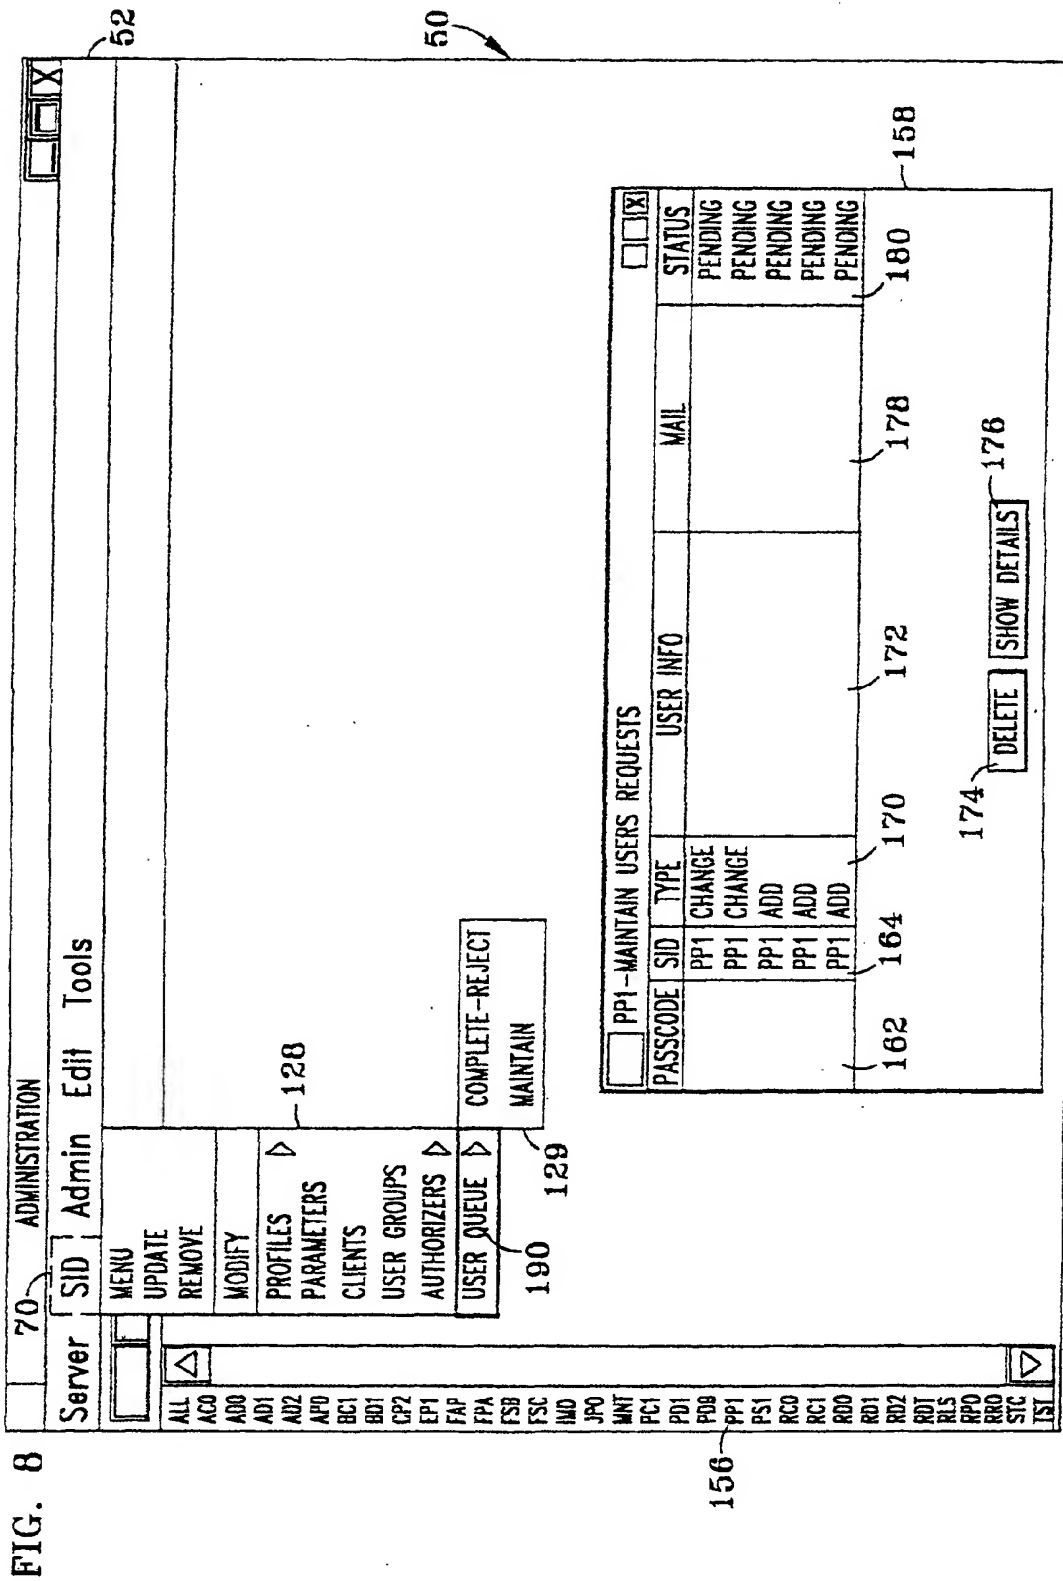 FIG. 8
70
ADMINISTRATION
X
52
Server SID Admin Edit Tools
MENU
UPDATE
REMOVE
MODIFY
PROFILES
PARAMETERS
CLIENTS
USER GROUPS
AUTHORIZERS
USER QUEUE
128
COMPLETE-REJECT
MAINTAIN
129
190
50
ALL
AC0
AD0
AD1
AD2
APD
BC1
BD1
CP2
EP1
FAP
FPA
FSB
FSC
IMD
JPO
MNT
PC1
PD1
PDB
PP1
PS1
RC0
RC1
RD0
RD1
RD2
RDT
RLS
RPO
RRO
STC
TST
156
PP1-MAINTAIN USERS REQUESTS
X
158
PASSCODE SID TYPE USER INFO MAIL STATUS
PP1 CHANGE PENDING
PP1 CHANGE PENDING
PP1 ADD PENDING
PP1 ADD PENDING
PP1 ADD PENDING
162
164
170
172
178
180
174
DELETE
SHOW DETAILS
176